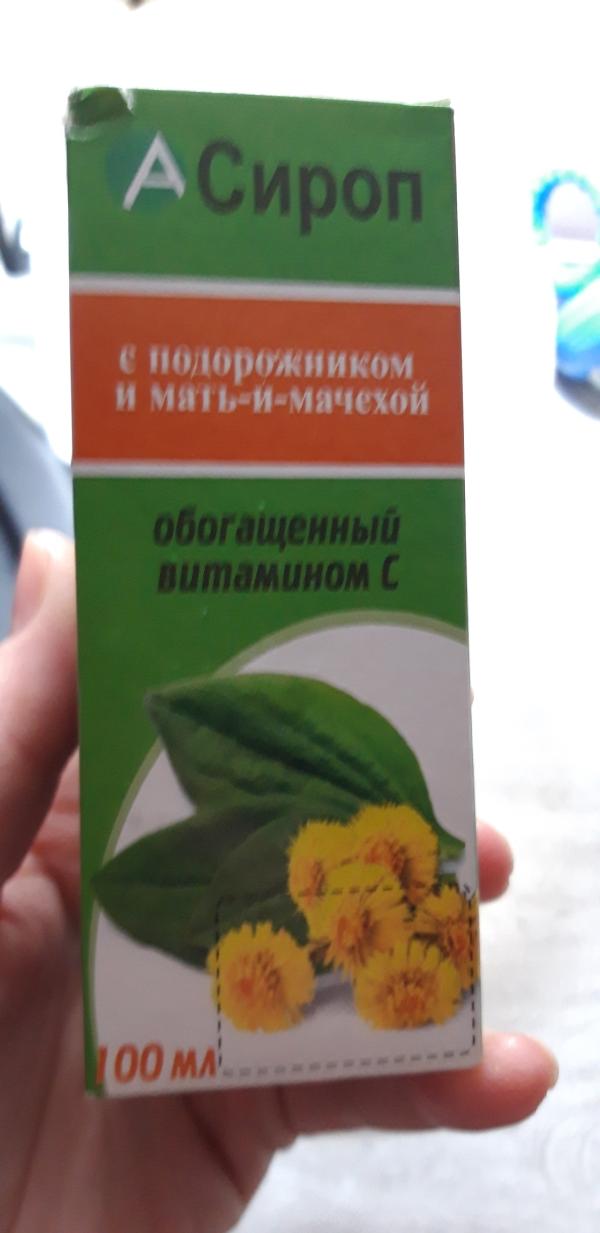 А Сироп
с подорожником
и мать-и-мачехой
обогащенный
витамином С
100 мл